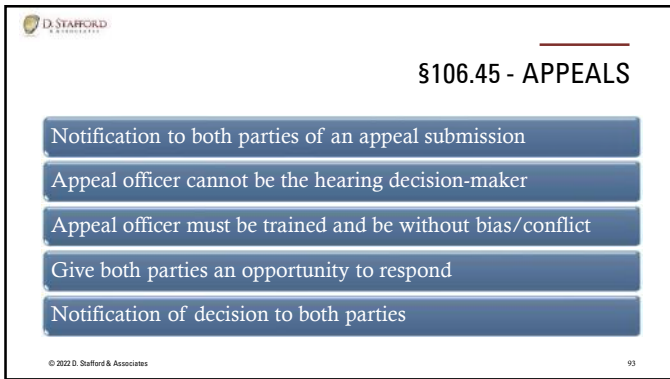 D. STAFFORD
& ASSOCIATES
§106.45 - APPEALS
Notification to both parties of an appeal submission
Appeal officer cannot be the hearing decision-maker
Appeal officer must be trained and be without bias/conflict
Give both parties an opportunity to respond
Notification of decision to both parties
© 2022 D. Stafford & Associates
93